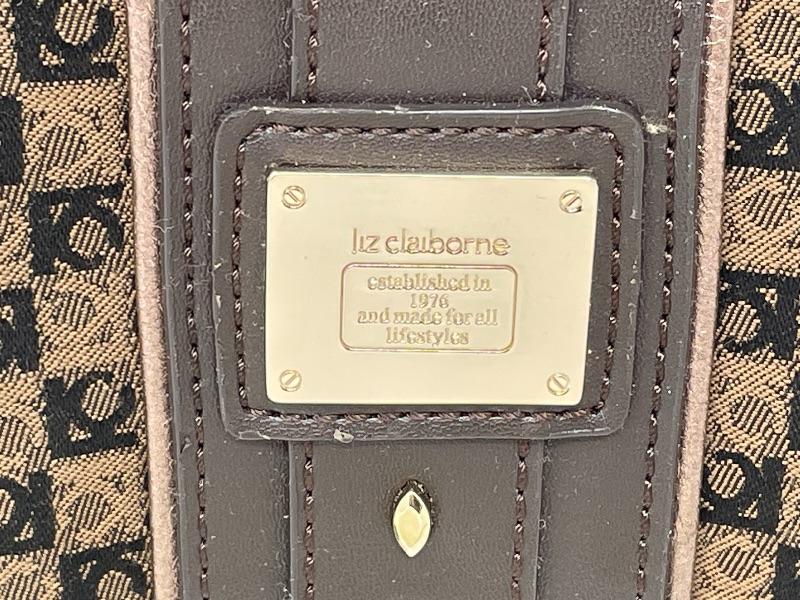 liz claiborne
established in
1976
and made for all
lifestyles